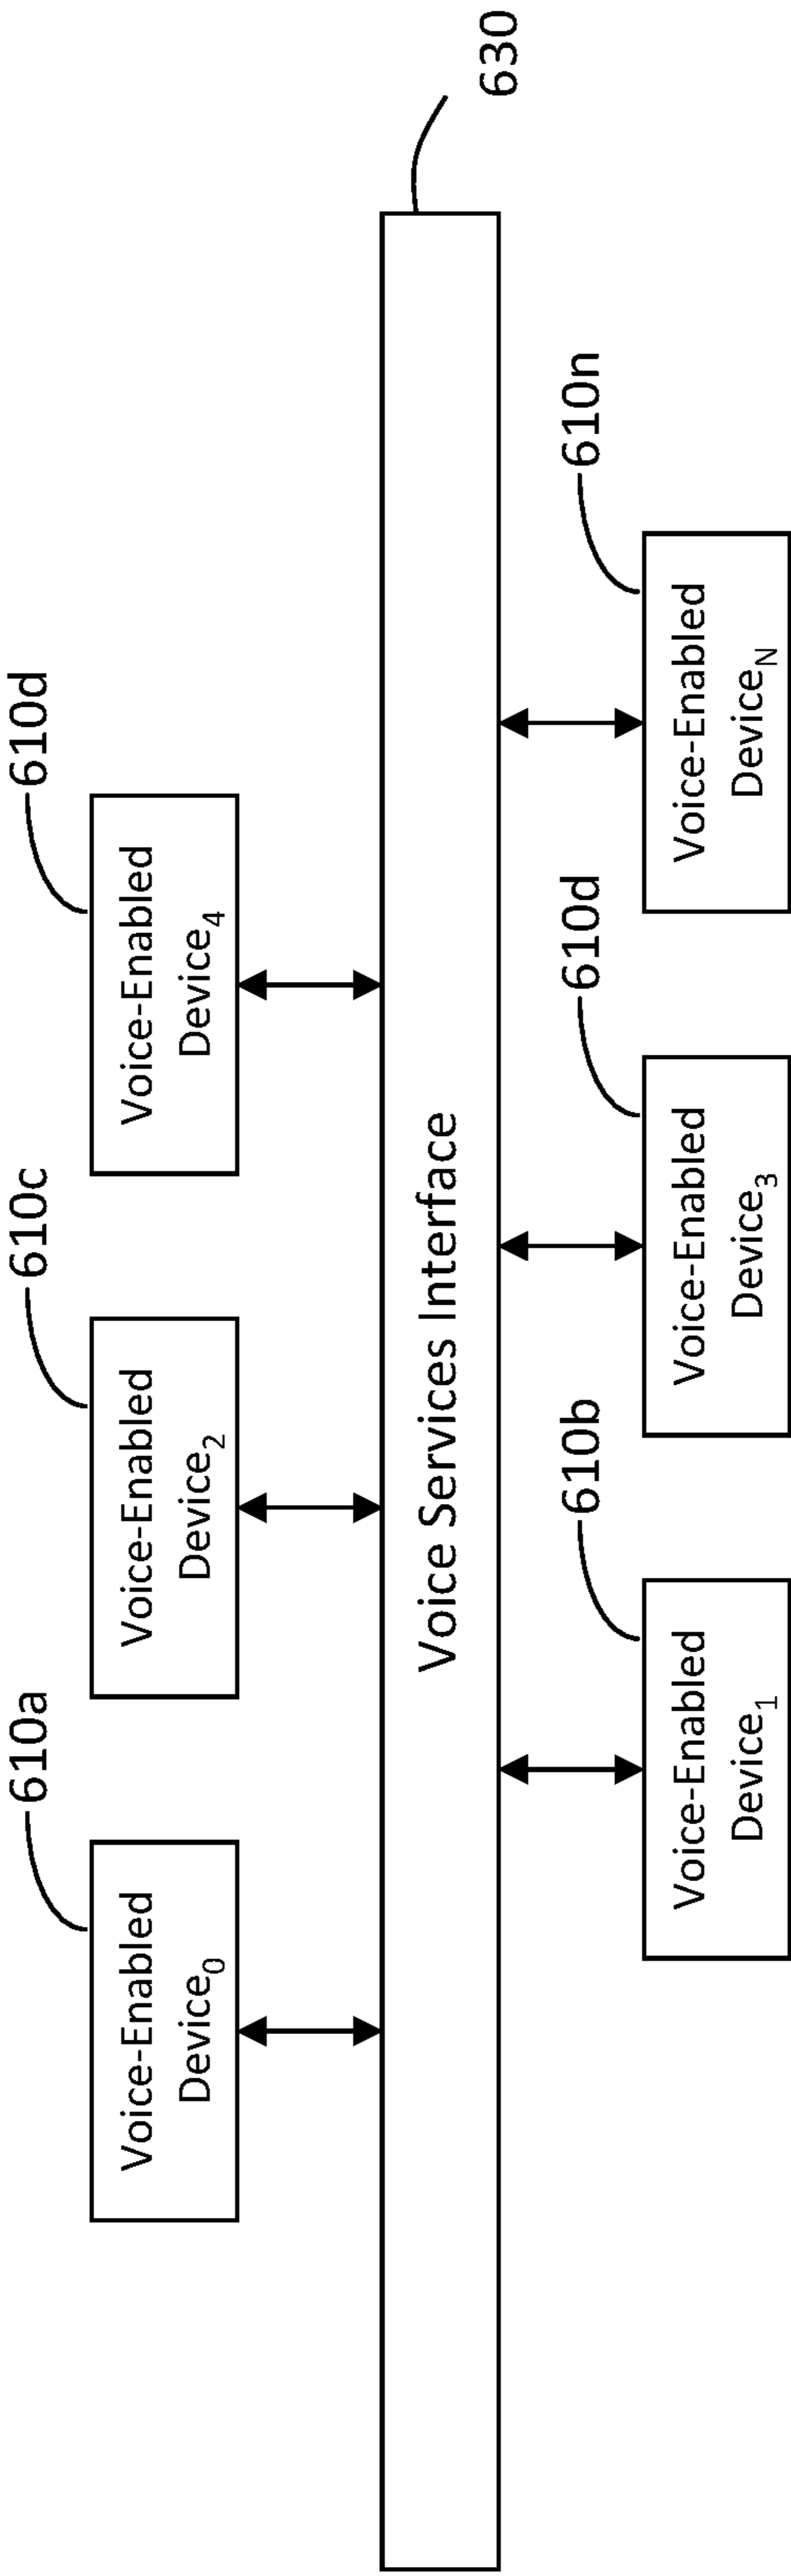 610a
610c
610d
Voice-Enabled
Device₀
Voice-Enabled
Device₂
Voice-Enabled
Device₄
630
Voice Services Interface
610b
610d
610n
Voice-Enabled
Device₁
Voice-Enabled
Device₃
Voice-Enabled
Device_N